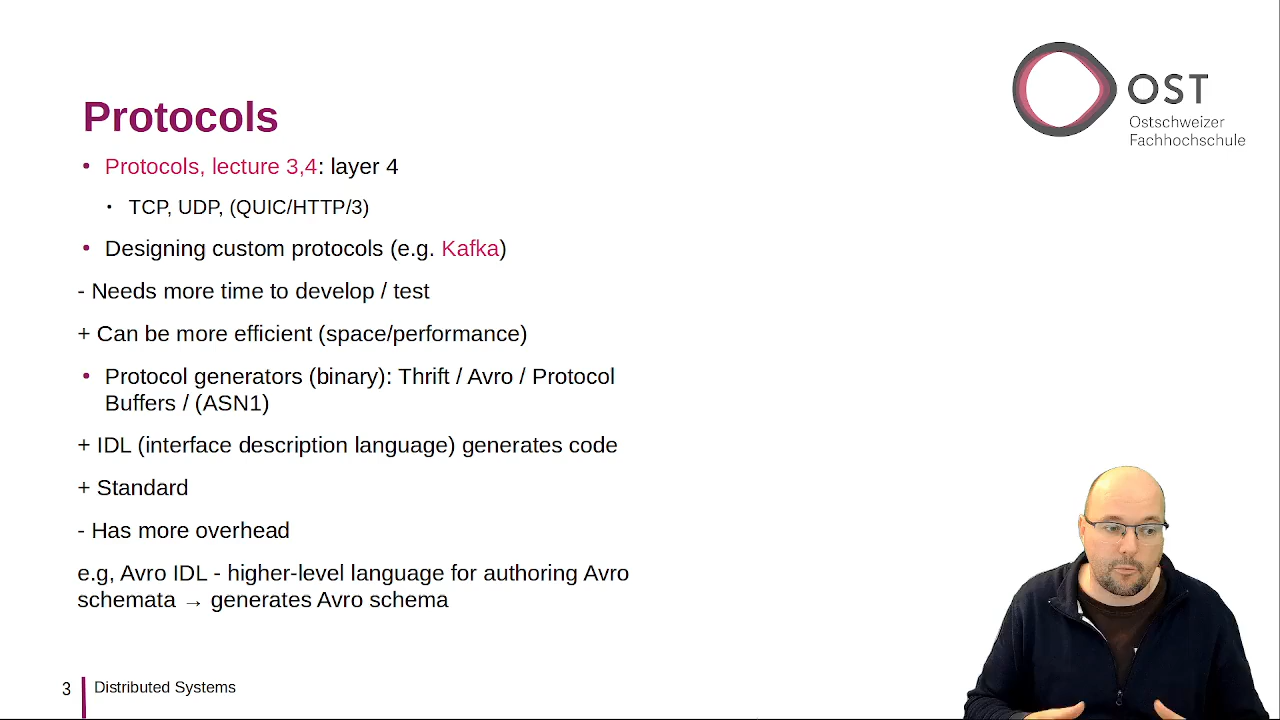 OST
Ostschweizer
Fachhochschule
Protocols
• Protocols, lecture 3,4: layer 4
• TCP, UDP, (QUIC/HTTP/3)
• Designing custom protocols (e.g. Kafka)
- Needs more time to develop / test
+ Can be more efficient (space/performance)
• Protocol generators (binary): Thrift / Avro / Protocol
Buffers / (ASN1)
+ IDL (interface description language) generates code
+ Standard
- Has more overhead
e.g, Avro IDL - higher-level language for authoring Avro
schemata → generates Avro schema
3 Distributed Systems